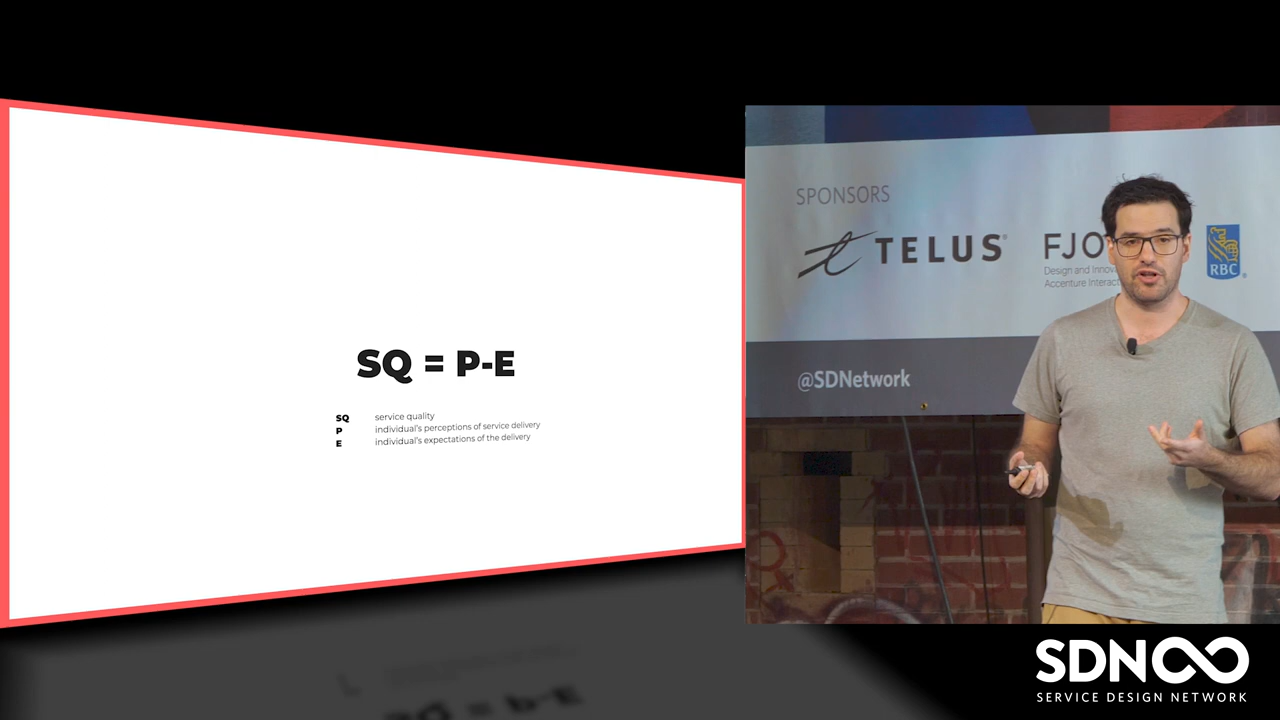 SQ = P-E
SQ service quality
P individual's perceptions of service delivery
E individual's expectations of the delivery
SPONSORS
TELUS®
FJO
Design and Innov
Accenture Interact
RBC®
@SDNetwork
SDN
SERVICE DESIGN NETWORK